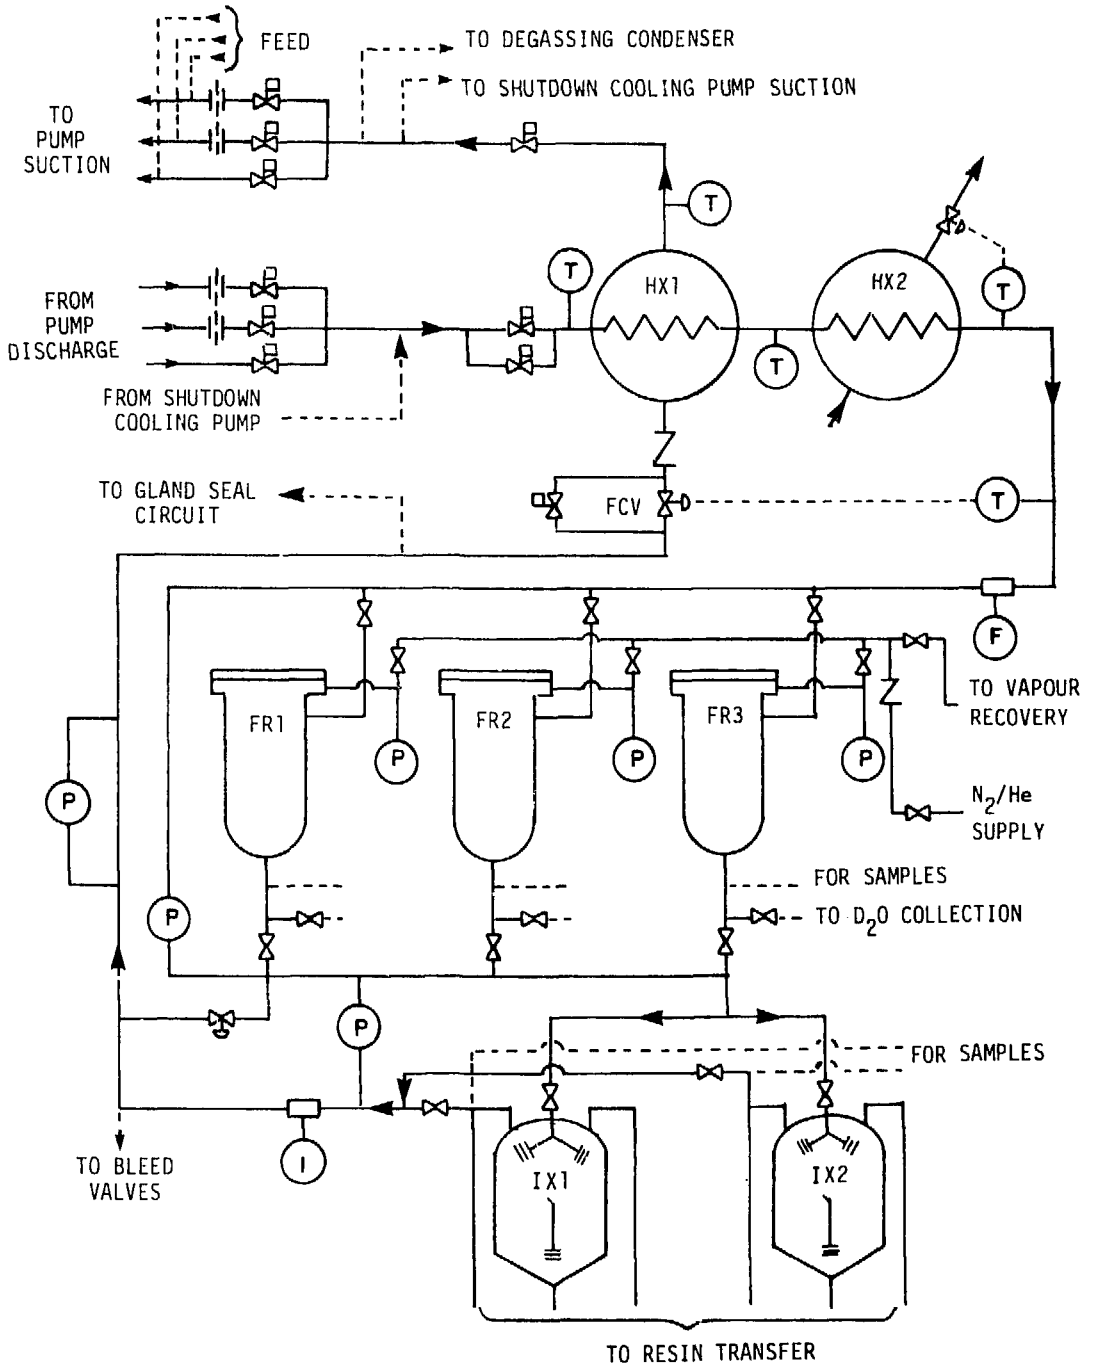 FEED
TO DEGASSING CONDENSER
TO SHUTDOWN COOLING PUMP SUCTION
TO
PUMP
SUCTION
T
T
HX1
HX2
T
FROM
PUMP
DISCHARGE
T
FROM SHUTDOWN
COOLING PUMP
TO GLAND SEAL
CIRCUIT
FCV
T
F
FR1
FR2
FR3
TO VAPOUR
RECOVERY
P
P
P
P
N2/He
SUPPLY
FOR SAMPLES
P
TO D2O COLLECTION
P
FOR SAMPLES
I
TO BLEED
VALVES
IX1
IX2
TO RESIN TRANSFER